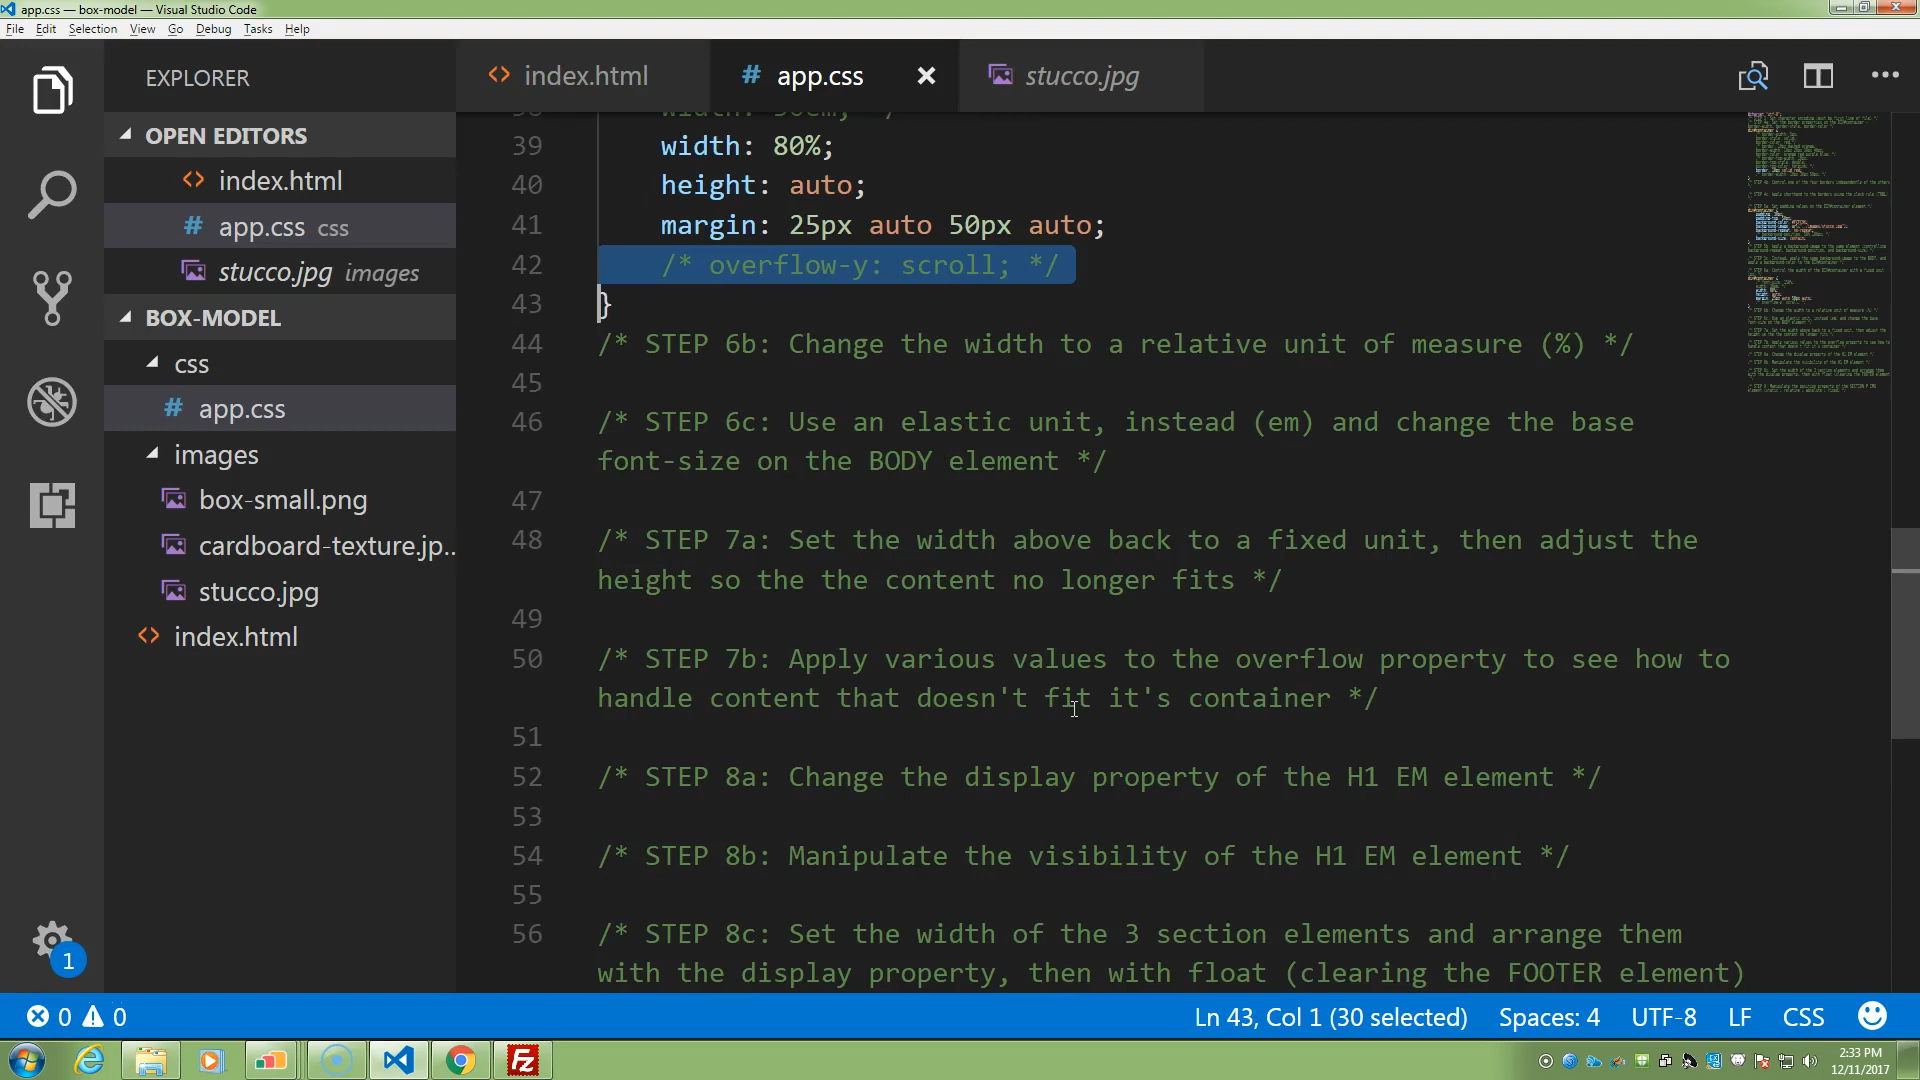 app.css — box-model — Visual Studio Code
File Edit Selection View Go Debug Tasks Help
EXPLORER
index.html
app.css
stucco.jpg
OPEN EDITORS
index.html
app.css css
stucco.jpg images
BOX-MODEL
css
app.css
images
box-small.png
cardboard-texture.jp...
stucco.jpg
index.html
39 width: 80%;
40 height: auto;
41 margin: 25px auto 50px auto;
42 /* overflow-y: scroll; */
43 }
44 /* STEP 6b: Change the width to a relative unit of measure (%) */
45
46 /* STEP 6c: Use an elastic unit, instead (em) and change the base
font-size on the BODY element */
47
48 /* STEP 7a: Set the width above back to a fixed unit, then adjust the
height so the the content no longer fits */
49
50 /* STEP 7b: Apply various values to the overflow property to see how to
handle content that doesn't fit it's container */
51
52 /* STEP 8a: Change the display property of the H1 EM element */
53
54 /* STEP 8b: Manipulate the visibility of the H1 EM element */
55
56 /* STEP 8c: Set the width of the 3 section elements and arrange them
with the display property, then with float (clearing the FOOTER element)
1
0 0
Ln 43, Col 1 (30 selected) Spaces: 4 UTF-8 LF CSS
2:33 PM
12/11/2017